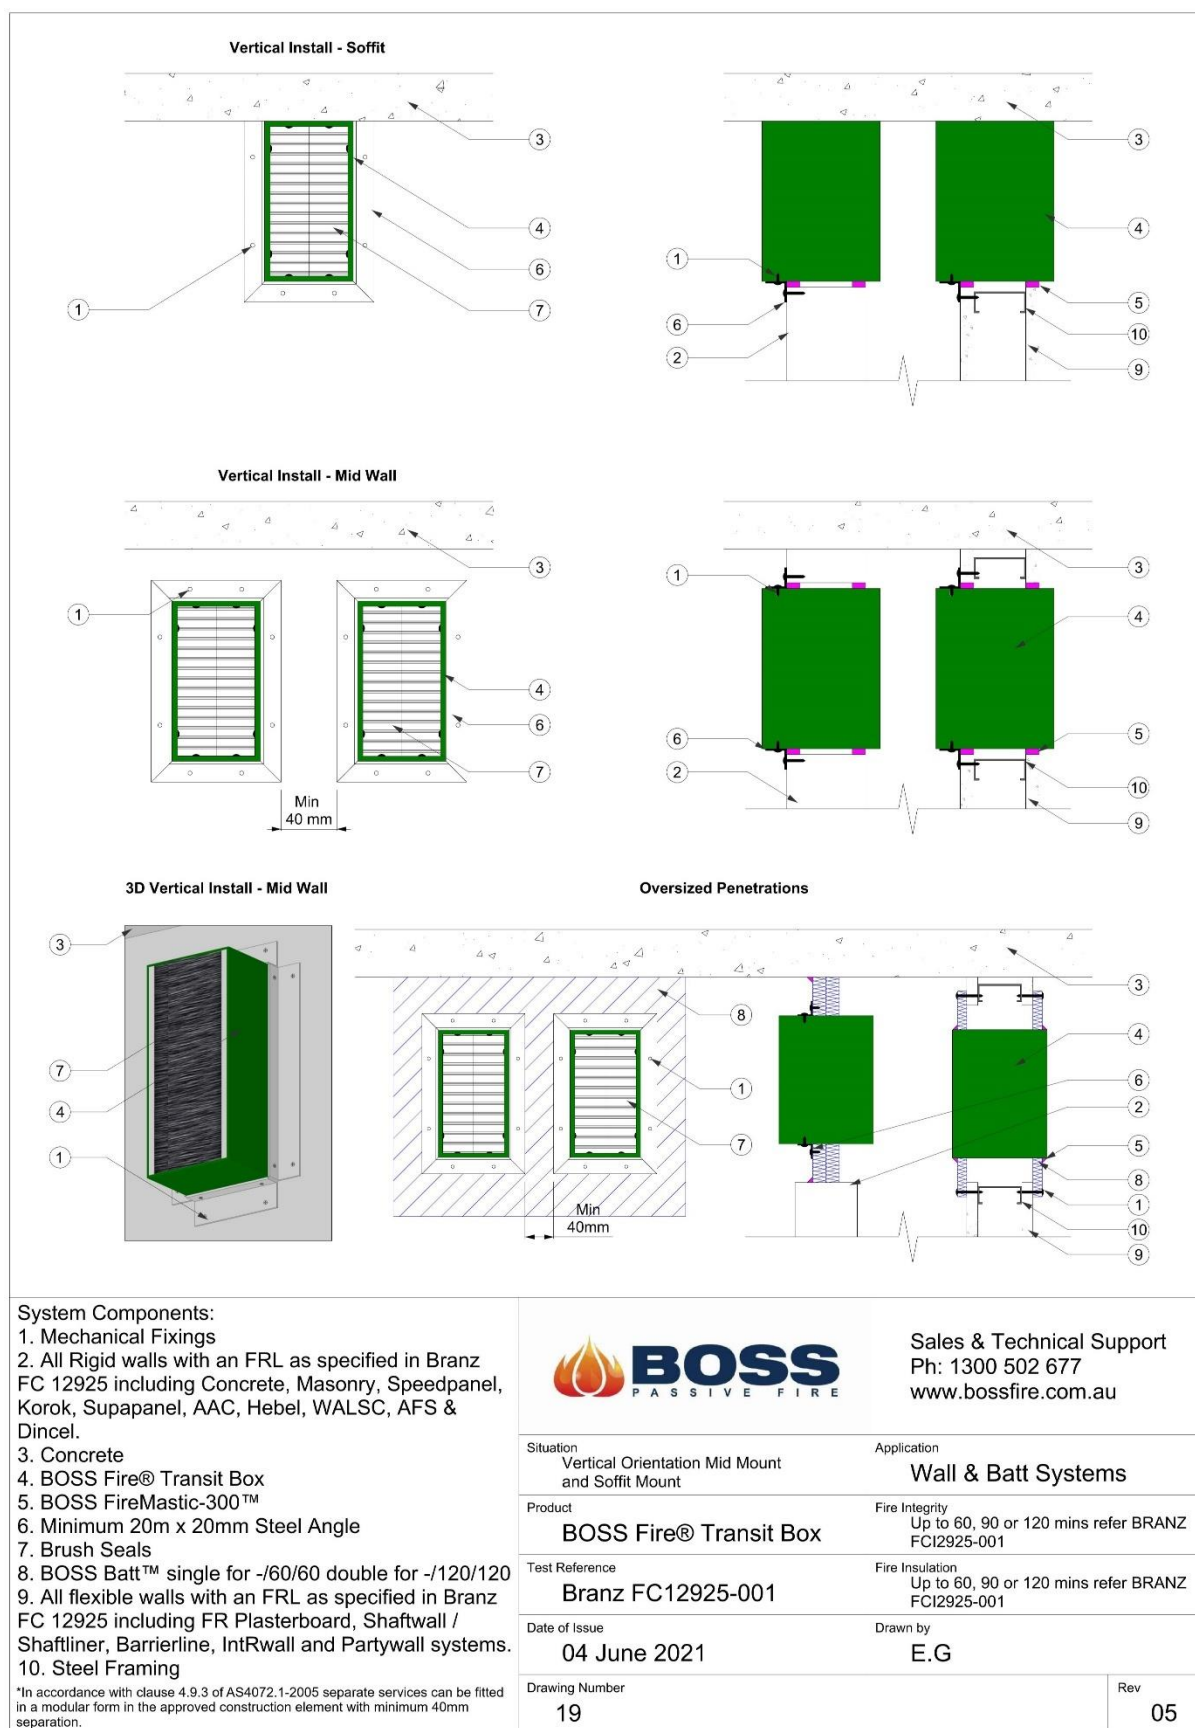 Vertical Install - Soffit
3
4
1
6
7
3
4
1
5
6
10
2
9
Vertical Install - Mid Wall
3
1
4
6
7
Min
40 mm
3
1
4
5
6
2
10
9
3D Vertical Install - Mid Wall
Oversized Penetrations
3
7
4
1
8
1
7
Min
40mm
3
4
6
2
5
8
1
10
9
System Components:
1. Mechanical Fixings
2. All Rigid walls with an FRL as specified in Branz
FC 12925 including Concrete, Masonry, Speedpanel,
Korok, Supapanel, AAC, Hebel, WALSC, AFS &
Dincel.
3. Concrete
4. BOSS Fire® Transit Box
5. BOSS FireMastic-300™
6. Minimum 20m x 20mm Steel Angle
7. Brush Seals
8. BOSS Batt™ single for -/60/60 double for -/120/120
9. All flexible walls with an FRL as specified in Branz
FC 12925 including FR Plasterboard, Shaftwall /
Shaftliner, Barrierline, IntRwall and Partywall systems.
10. Steel Framing
*In accordance with clause 4.9.3 of AS4072.1-2005 separate services can be fitted
in a modular form in the approved construction element with minimum 40mm
separation.
BOSS
PASSIVE FIRE
Sales & Technical Support
Ph: 1300 502 677
www.bossfire.com.au
Situation
Vertical Orientation Mid Mount
and Soffit Mount
Application
Wall & Batt Systems
Product
BOSS Fire® Transit Box
Fire Integrity
Up to 60, 90 or 120 mins refer BRANZ
FCI2925-001
Test Reference
Branz FC12925-001
Fire Insulation
Up to 60, 90 or 120 mins refer BRANZ
FCI2925-001
Date of Issue
04 June 2021
Drawn by
E.G
Drawing Number
19
Rev
05